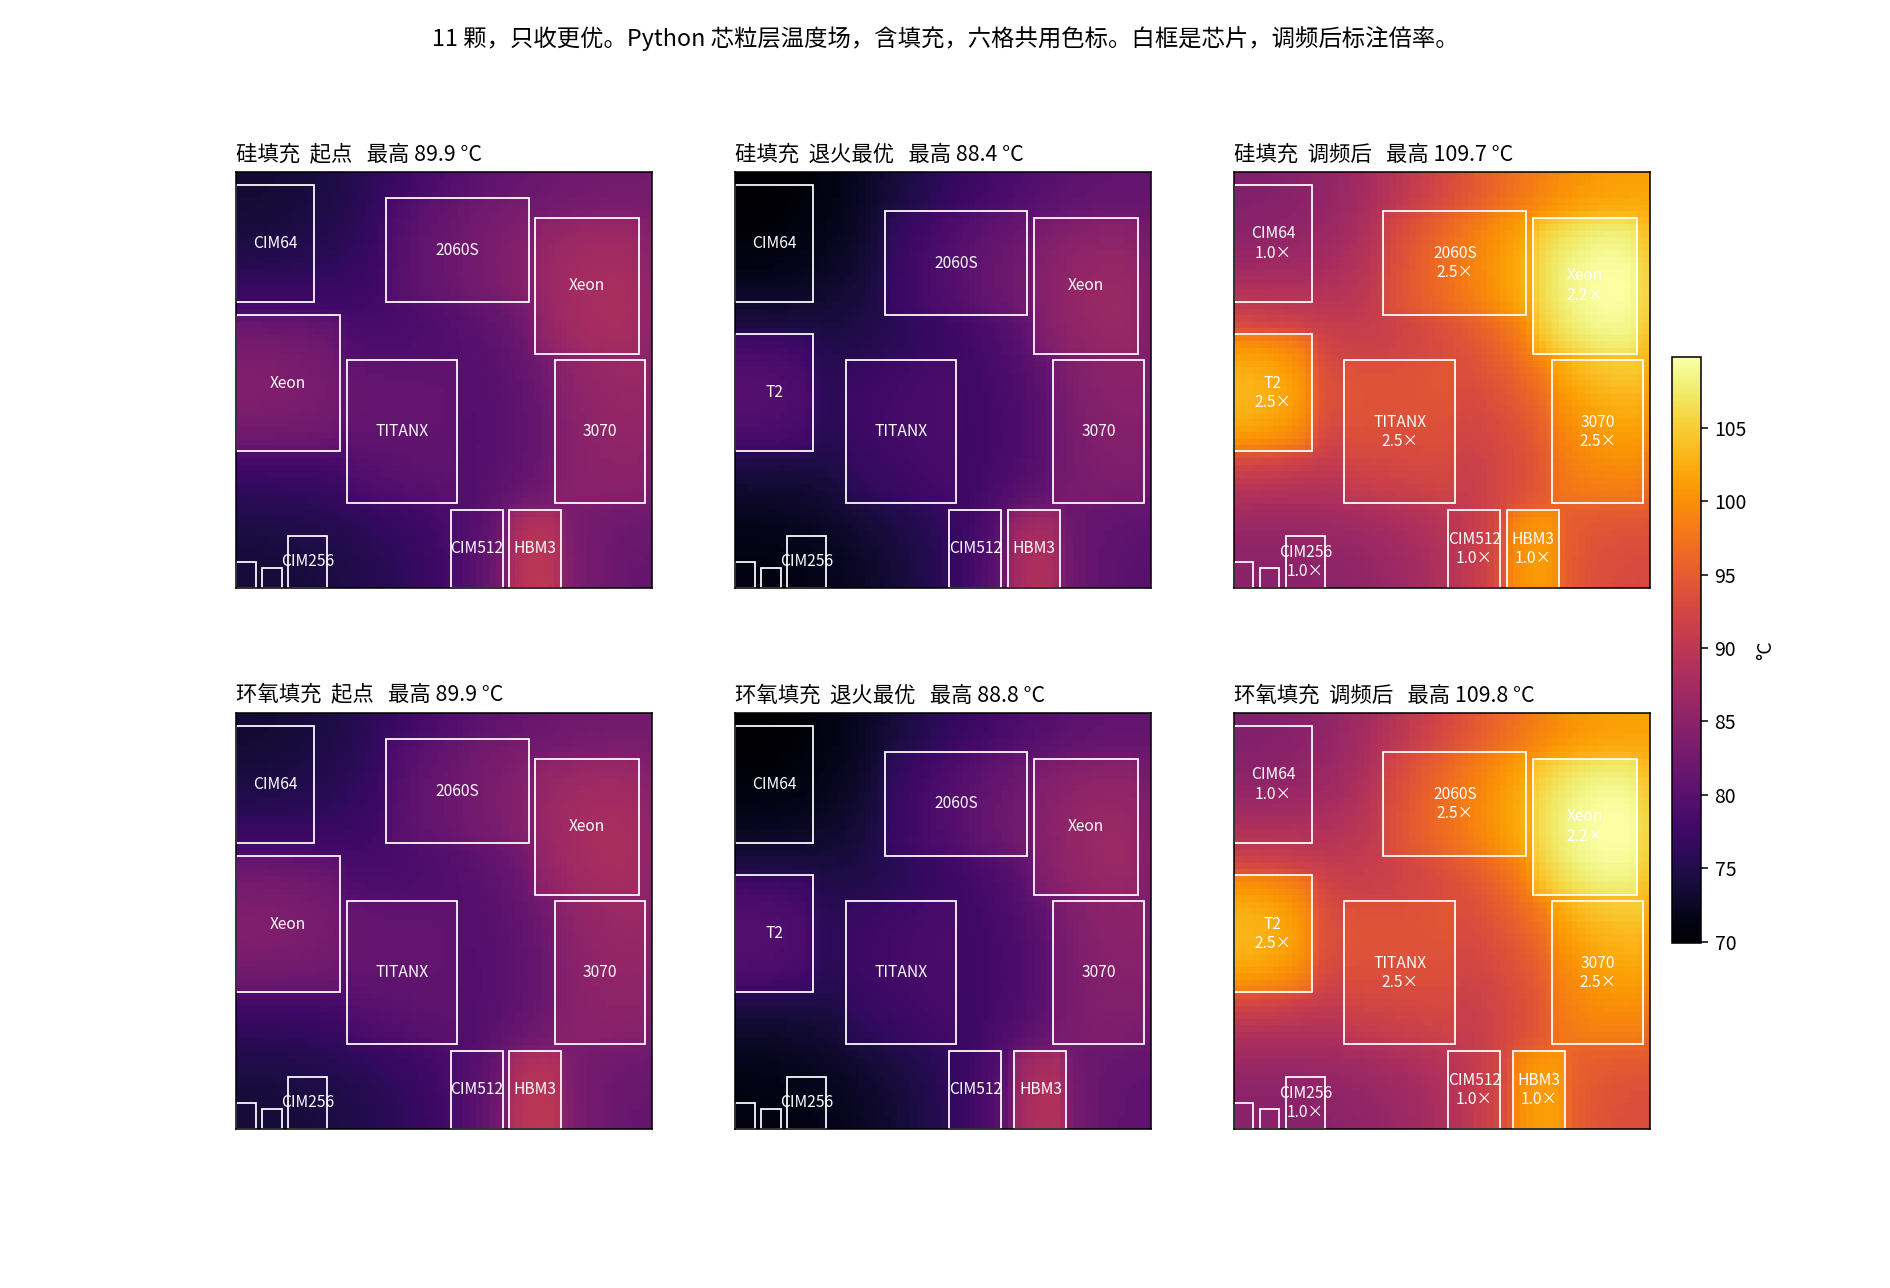 11 颗，只收更优。Python 芯粒层温度场，含填充，六格共用色标。白框是芯片，调频后标注倍率。
硅填充 起点 最高 89.9 °C
CIM64
2060S
Xeon
Xeon
TITANX
3070
CIM256
CIM512
HBM3
硅填充 退火最优 最高 88.4 °C
CIM64
2060S
Xeon
T2
TITANX
3070
CIM256
CIM512
HBM3
硅填充 调频后 最高 109.7 °C
CIM64
1.0×
2060S
2.5×
Xeon
2.2×
T2
2.5×
TITANX
2.5×
3070
2.5×
CIM256
1.0×
CIM512
1.0×
HBM3
1.0×
环氧填充 起点 最高 89.9 °C
CIM64
2060S
Xeon
Xeon
TITANX
3070
CIM256
CIM512
HBM3
环氧填充 退火最优 最高 88.8 °C
CIM64
2060S
Xeon
T2
TITANX
3070
CIM256
CIM512
HBM3
环氧填充 调频后 最高 109.8 °C
CIM64
1.0×
2060S
2.5×
Xeon
2.2×
T2
2.5×
TITANX
2.5×
3070
2.5×
CIM256
1.0×
CIM512
1.0×
HBM3
1.0×
105
100
95
90
85
80
75
70
°C